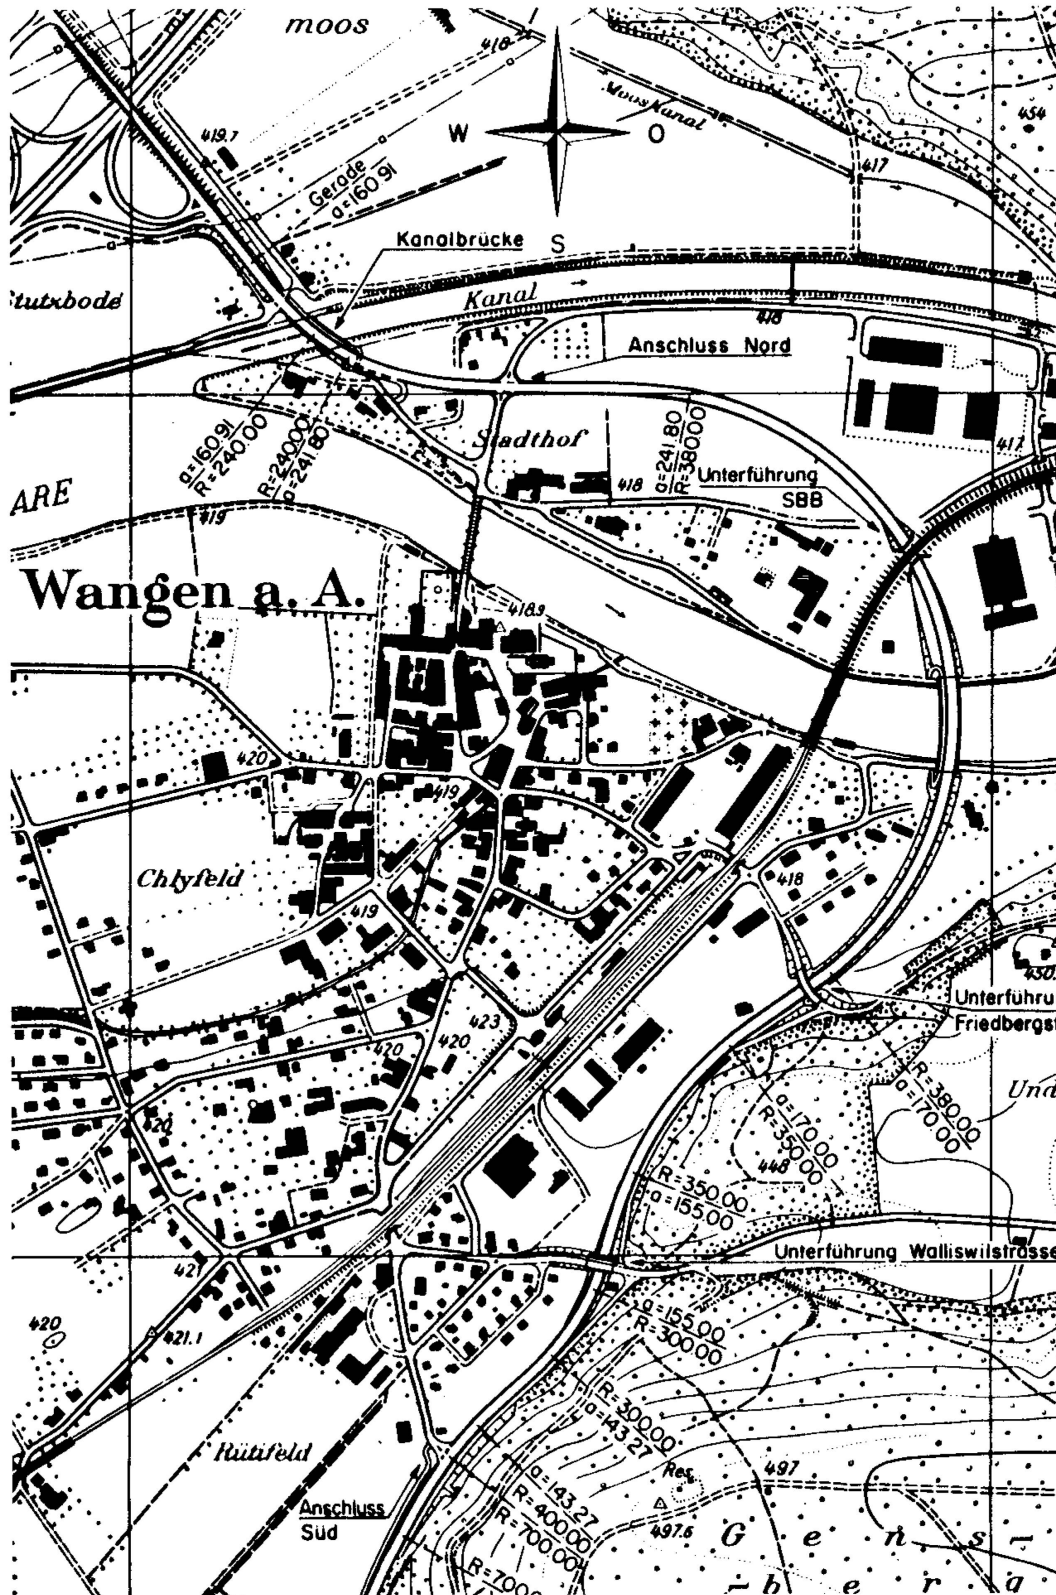 moos
418
454
Mooskanal
W
O
419.7
417
Gerade
a=160.91
Kanalbrücke
S
Kanal
418
Anschluss Nord
a=160.91
R=240.00
R=240.00
a=241.80
Stadthof
a=241.80
R=380.00
417
418
Unterführung
SBB
ARE
419
Wangen a. A.
418.9
420
419
Chlyfeld
418
419
Unterführu
Friedbergst
423
420
420
R=380.00
a=170.00
Und
a=170.00
R=350.00
420
448
R=350.00
a=155.00
Unterführung Walliswilstrasse
421
420
421.1
a=155.00
R=300.00
R=300.00
a=143.27
Rütifeld
Res.
497
Anschluss
Süd
a=143.27
R=400.00
R=700.00
497.6
G e n s -
R=700
- b e r g